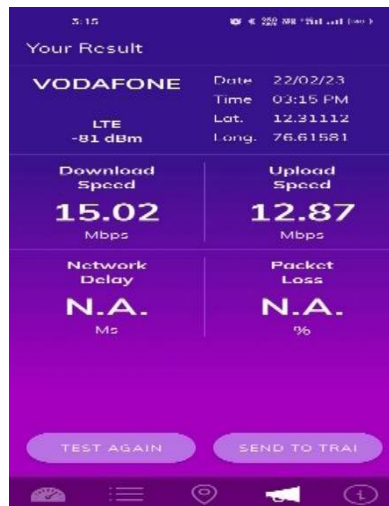 3:15
Your Result
VODAFONE
LTE
-81 dBm
Date 22/02/23
Time 03:15 PM
Lat. 12.31112
Long. 76.61581
Download
Speed
15.02
Mbps
Upload
Speed
12.87
Mbps
Network
Delay
N.A.
Ms
Packet
Loss
N.A.
%
TEST AGAIN
SEND TO TRAI